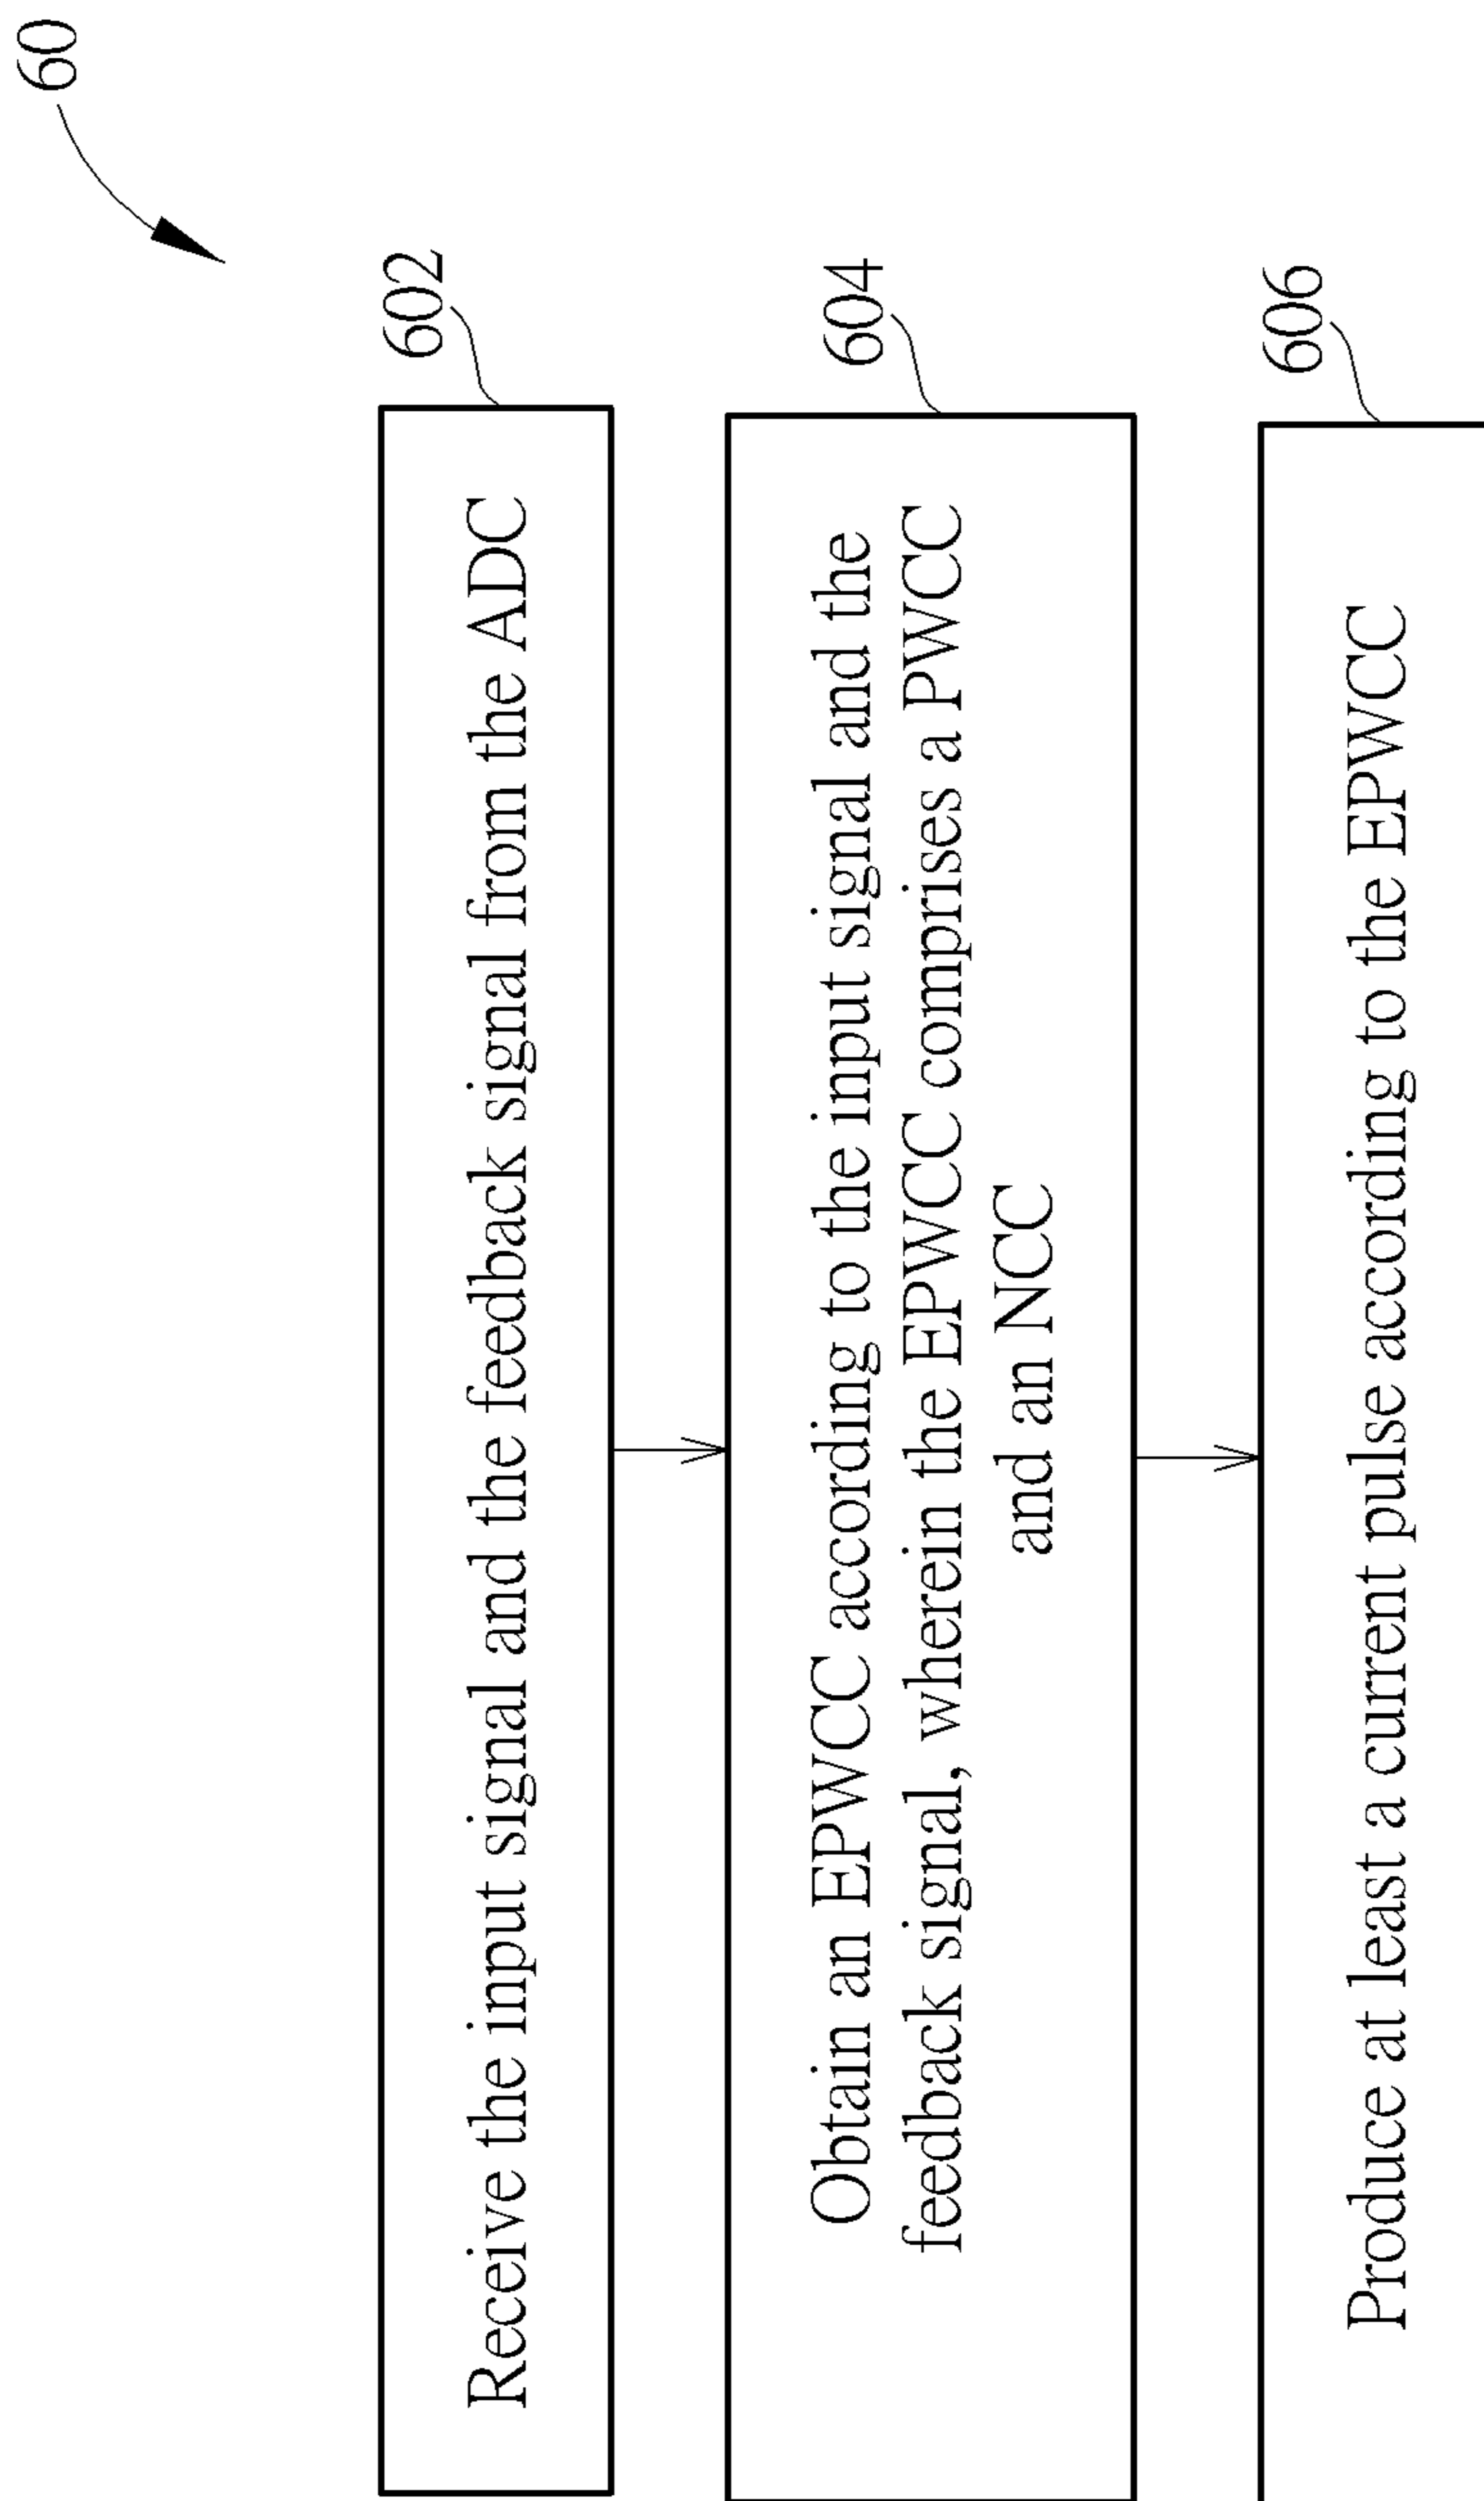 60
602
Receive the input signal and the feedback signal from the ADC
604
Obtain an EPWCC according to the input signal and the
feedback signal, wherein the EPWCC comprises a PWCC
and an NCC
606
Produce at least a current pulse according to the EPWCC